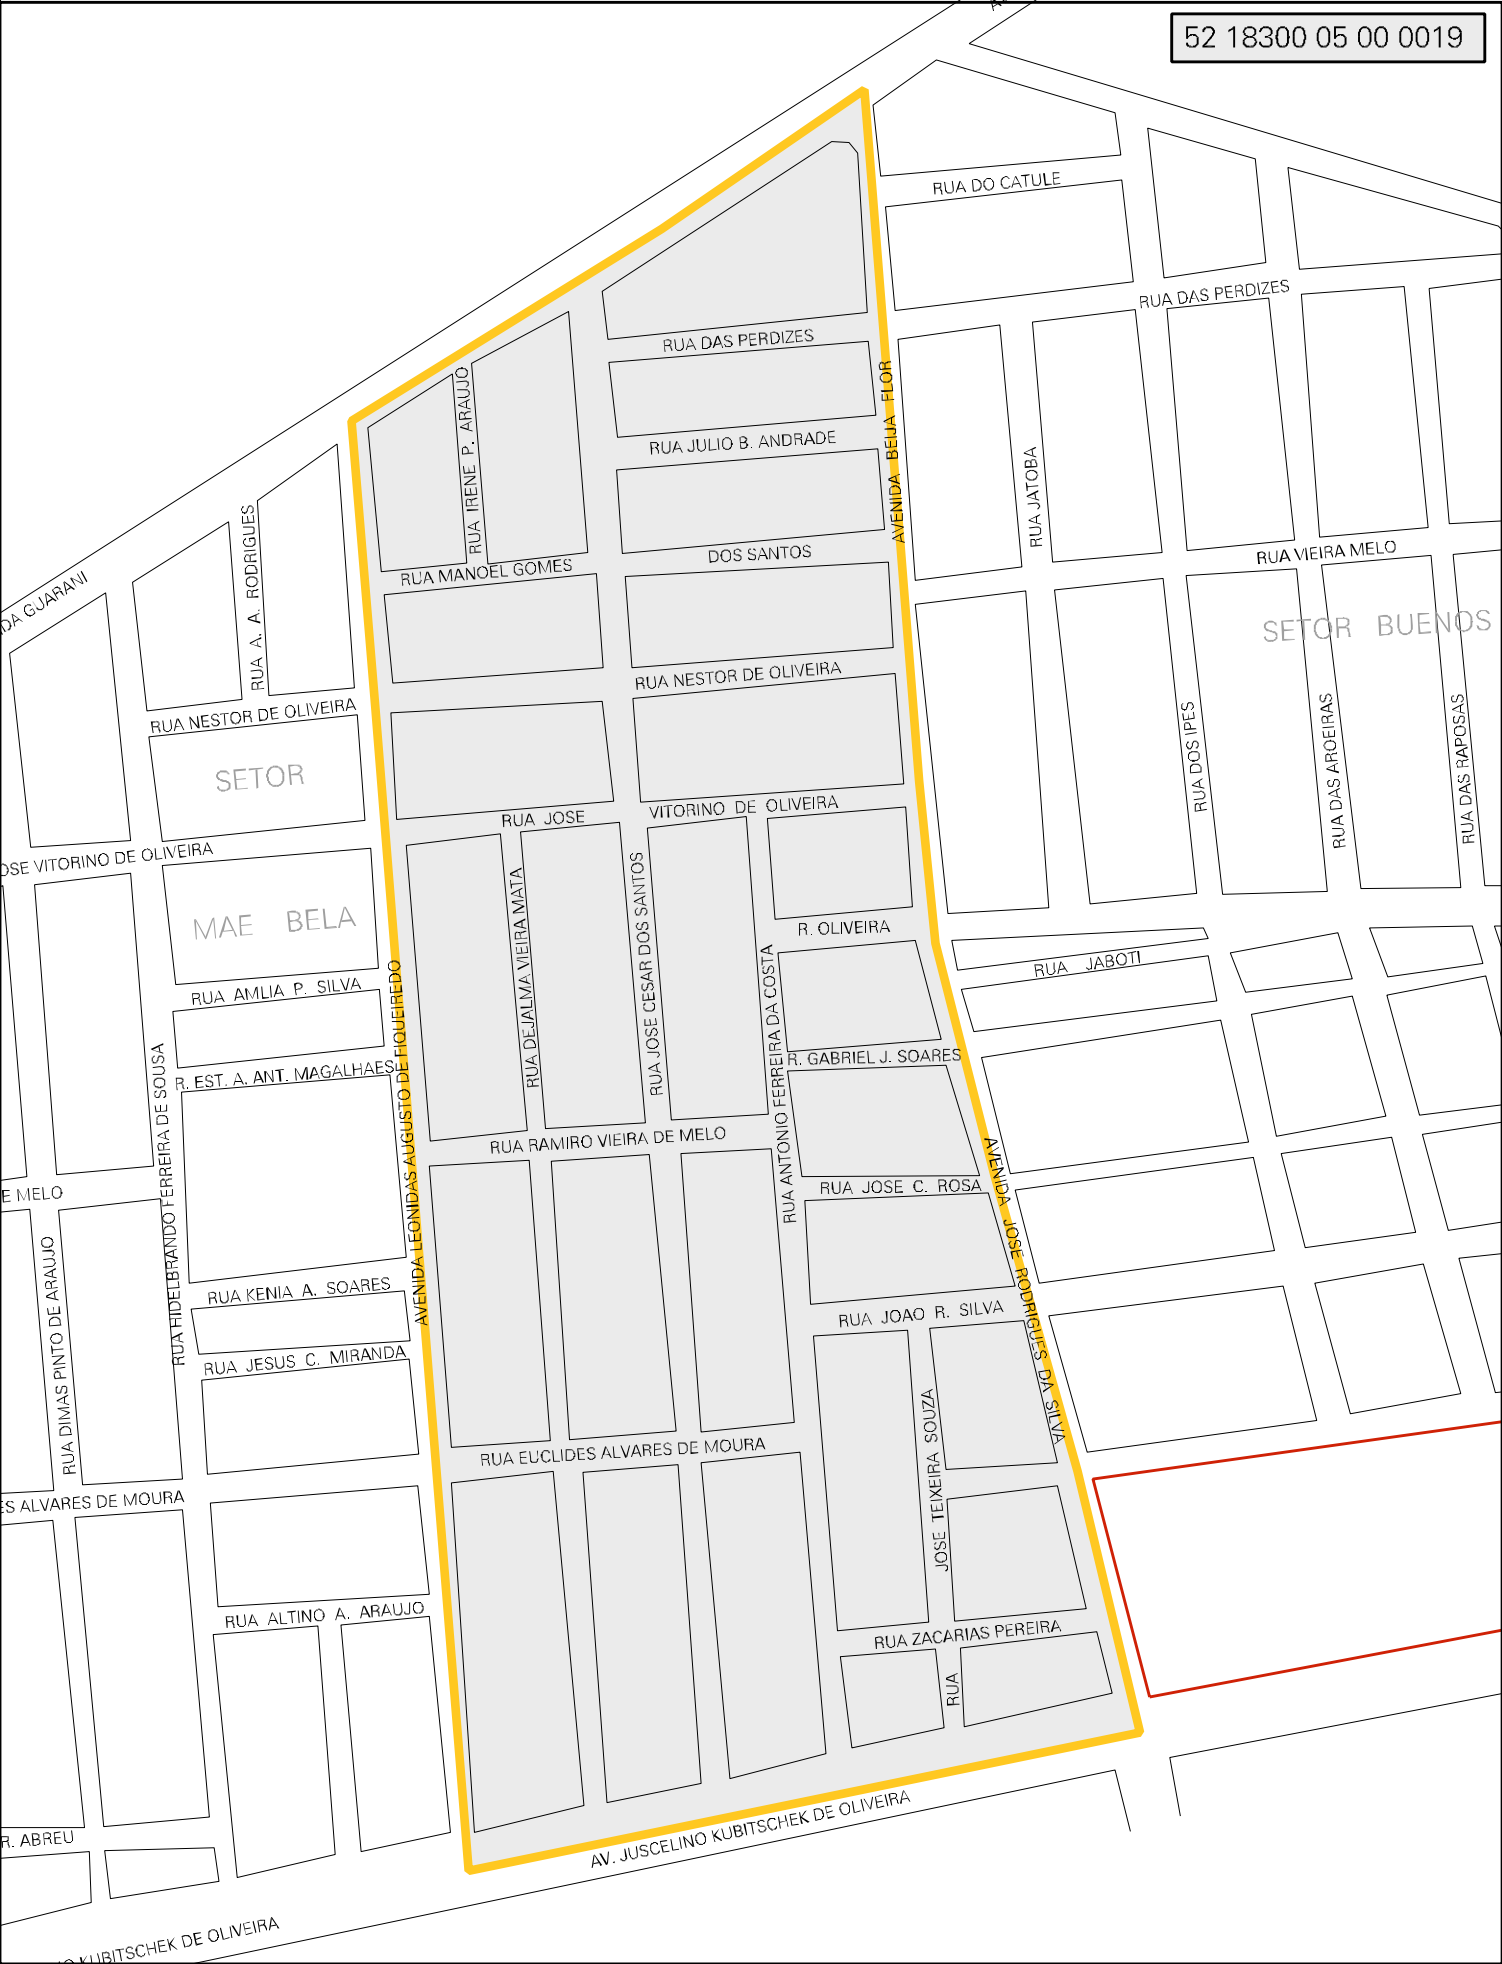 52 18300 05 00 0019
RUA DO CATULE
RUA DAS PERDIZES
RUA DAS PERDIZES
AVENIDA BEIJA FLOR
RUA IRENE P. ARAUJO
RUA JULIO B. ANDRADE
RUA JATOBA
RUA A. A. RODRIGUES
DOS SANTOS
RUA VIEIRA MELO
RUA MANOEL GOMES
DA GUARANI
SETOR BUENOS
RUA NESTOR DE OLIVEIRA
RUA NESTOR DE OLIVEIRA
RUA DOS IPES
RUA DAS AROEIRAS
RUA DAS RAPOSAS
SETOR
VITORINO DE OLIVEIRA
RUA JOSE
OSE VITORINO DE OLIVEIRA
RUA DEJALMA VIEIRA MATA
RUA JOSE CESAR DOS SANTOS
MAE BELA
R. OLIVEIRA
RUA JABOTI
RUA AMLIA P. SILVA
AVENIDA LEONIDAS AUGUSTO DE FIQUEIREDO
RUA ANTONIO FERREIRA DA COSTA
R. GABRIEL J. SOARES
R. EST. A. ANT. MAGALHAES
RUA HIDELBRANDO FERREIRA DE SOUSA
RUA RAMIRO VIEIRA DE MELO
AVENIDA JOSE RODRIGUES DA SILVA
RUA JOSE C. ROSA
E MELO
RUA DIMAS PINTO DE ARAUJO
RUA KENIA A. SOARES
RUA JOAO R. SILVA
RUA JESUS C. MIRANDA
JOSE TEIXEIRA SOUZA
RUA EUCLIDES ALVARES DE MOURA
ES ALVARES DE MOURA
RUA ALTINO A. ARAUJO
RUA ZACARIAS PEREIRA
RUA
AV. JUSCELINO KUBITSCHEK DE OLIVEIRA
R. ABREU
O KUBITSCHEK DE OLIVEIRA